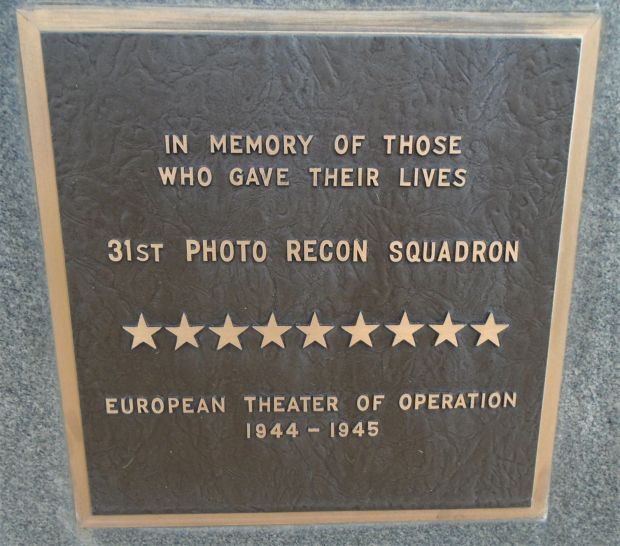 IN MEMORY OF THOSE
WHO GAVE THEIR LIVES
31ST PHOTO RECON SQUADRON
EUROPEAN THEATER OF OPERATION
1944 - 1945